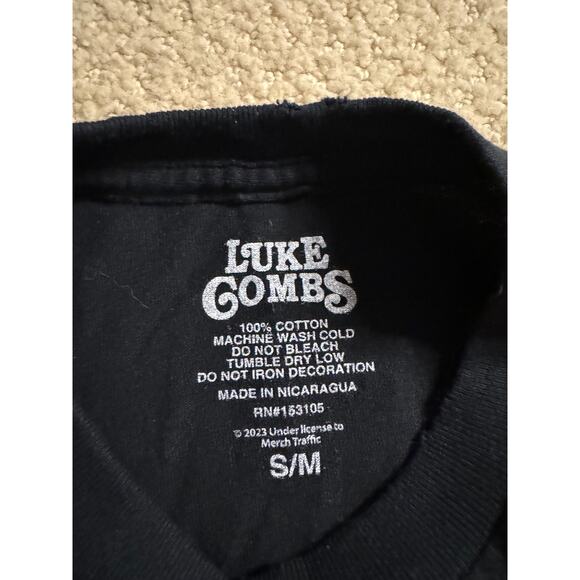 LUKE
COMBS
100% COTTON
MACHINE WASH COLD
DO NOT BLEACH
TUMBLE DRY LOW
DO NOT IRON DECORATION
MADE IN NICARAGUA
RN#153105
© 2023 Under license to
Merch Traffic
S/M